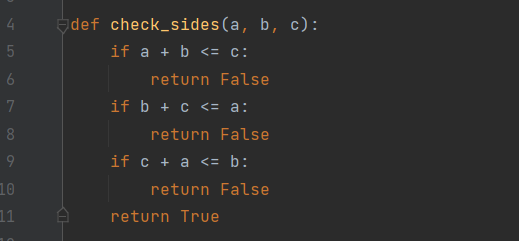 4 def check_sides(a, b, c):
5     if a + b <= c:
6         return False
7     if b + c <= a:
8         return False
9     if c + a <= b:
10         return False
11     return True